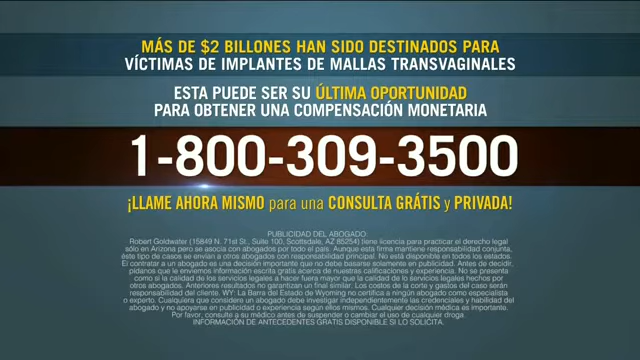 MÁS DE $2 BILLONES HAN SIDO DESTINADOS PARA
VÍCTIMAS DE IMPLANTES DE MALLAS TRANSVAGINALES
ESTA PUEDE SER SU ÚLTIMA OPORTUNIDAD
PARA OBTENER UNA COMPENSACIÓN MONETARIA
1-800-309-3500
¡LLAME AHORA MISMO para una CONSULTA GRÁTIS y PRIVADA!
PUBLICIDAD DEL ABOGADO:
Robert Goldwater (15849 N. 71st St., Suite 100, Scottsdale, AZ 85254) tiene licencia para practicar el derecho legal
sólo en Arizona pero se asocia con abogados por todo el país. Aunque esta firma mantiene responsabilidad conjunta,
éste tipo de casos se envían a otros abogados con responsabilidad principal. No está disponible en todos los estados.
El contratar a un abogado es una decisión importante que no debe basarse solamente en publicidad. Antes de decidir,
pídanos que le enviemos información escrita gratis acerca de nuestras calificaciones y experiencia. No se presenta
como si la calidad de los servicios legales a hacer fuera mayor que la calidad de los servicios legales hechos por
otros abogados. Anteriores resultados no garantizan un final similar. Los costos de la corte y gastos del caso serán
responsabilidad del cliente. WY: La Barra del Estado de Wyoming no certifica a ningún abogado como especialista
o experto. Cualquiera que considere un abogado debe investigar independientemente las credenciales y habilidad del
abogado y no apoyarse en publicidad o experiencia según ellos mismos. Cualquier decisión médica es importante.
Por favor, consulte a su médico antes de suspender o cambiar el uso de cualquier droga.
INFORMACIÓN DE ANTECEDENTES GRATIS DISPONIBLE SI LO SOLICITA.